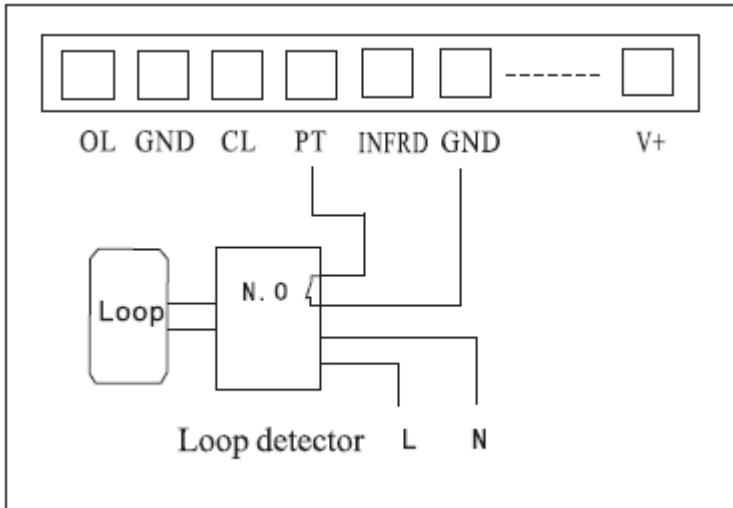 OL GND CL PT INFRD GND V+
N.O
Loop
Loop detector L N